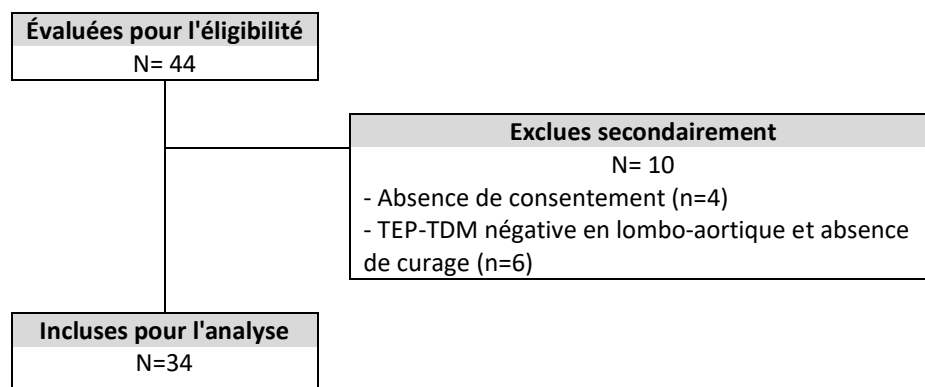 Évaluées pour l'éligibilité
N= 44
Exclues secondairement
N= 10
- Absence de consentement (n=4)
- TEP-TDM négative en lombo-aortique et absence
de curage (n=6)
Incluses pour l'analyse
N=34